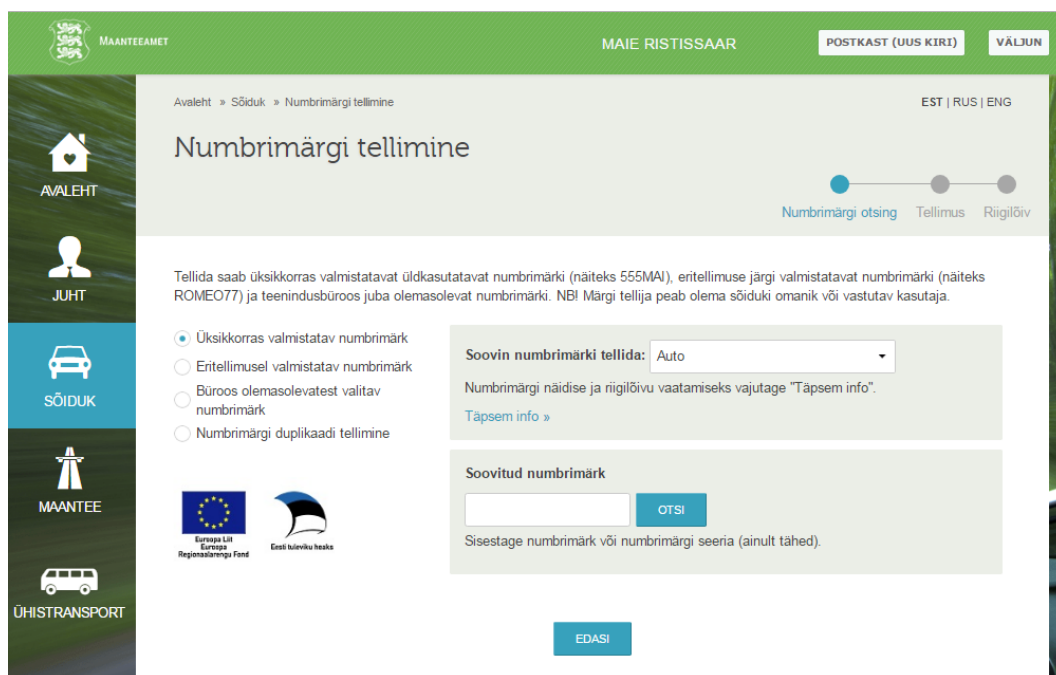 MAANTEEAMET
MAIE RISTISSAAR
POSTKAST (UUS KIRI)
VÄLJUN
Avaleht » Sõiduk » Numbrimärgi tellimine
EST | RUS | ENG
Numbrimärgi tellimine
Numbrimärgi otsing
Tellimus
Riigilõiv
AVALEHT
JUHT
SÕIDUK
MAANTEE
ÜHISTRANSPORT
Tellida saab üksikkorras valmistatavat üldkasutatavat numbrimärki (näiteks 555MAI), eritellimuse järgi valmistatavat numbrimärki (näiteks
ROMEO77) ja teenindusbüroos juba olemasolevat numbrimärki. NB! Märgi tellija peab olema sõiduki omanik või vastutav kasutaja.
Üksikkorras valmistatav numbrimärk
Eritellimusel valmistatav numbrimärk
Büroos olemasolevatest valitav
numbrimärk
Numbrimärgi duplikaadi tellimine
Euroopa Liit
Euroopa
Regionaalarengu Fond
Eesti tuleviku heaks
Soovin numbrimärki tellida: Auto
Numbrimärgi näidise ja riigilõivu vaatamiseks vajutage "Täpsem info".
Täpsem info »
Soovitud numbrimärk
OTSI
Sisestage numbrimärk või numbrimärgi seeria (ainult tähed).
EDASI